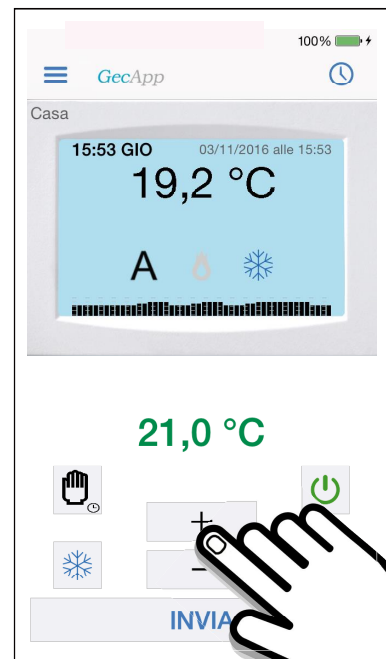 100%
GecApp
Casa
15:53 GIO 03/11/2016 alle 15:53
19,2 °C
A
21,0 °C
+
-
INVIA